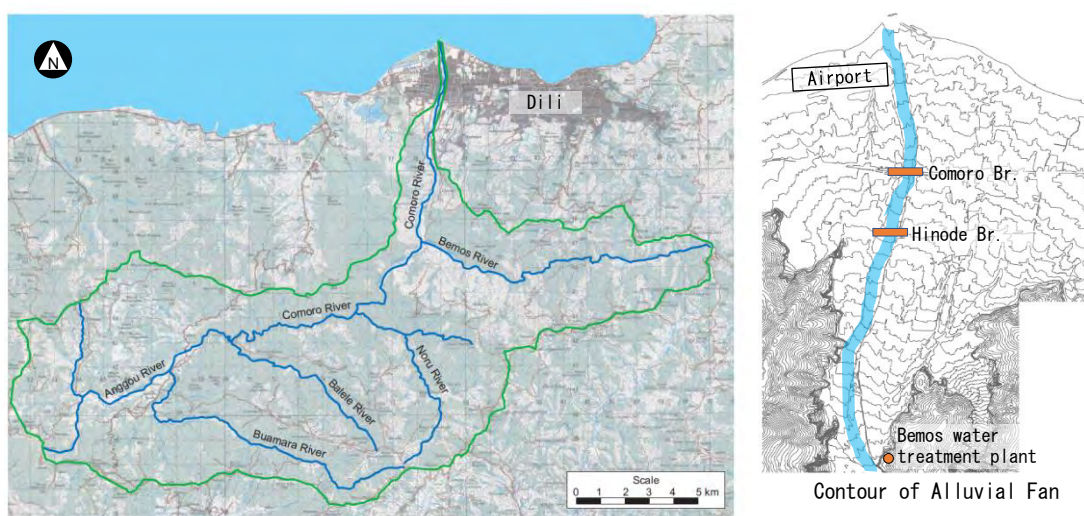 N
Dili
Comoro River
Bemos River
Comoro River
Noru River
Anggou River
Balele River
Buamara River
Scale
0 1 2 3 4 5 km
Airport
Comoro Br.
Hinode Br.
Bemos water
treatment plant
Contour of Alluvial Fan